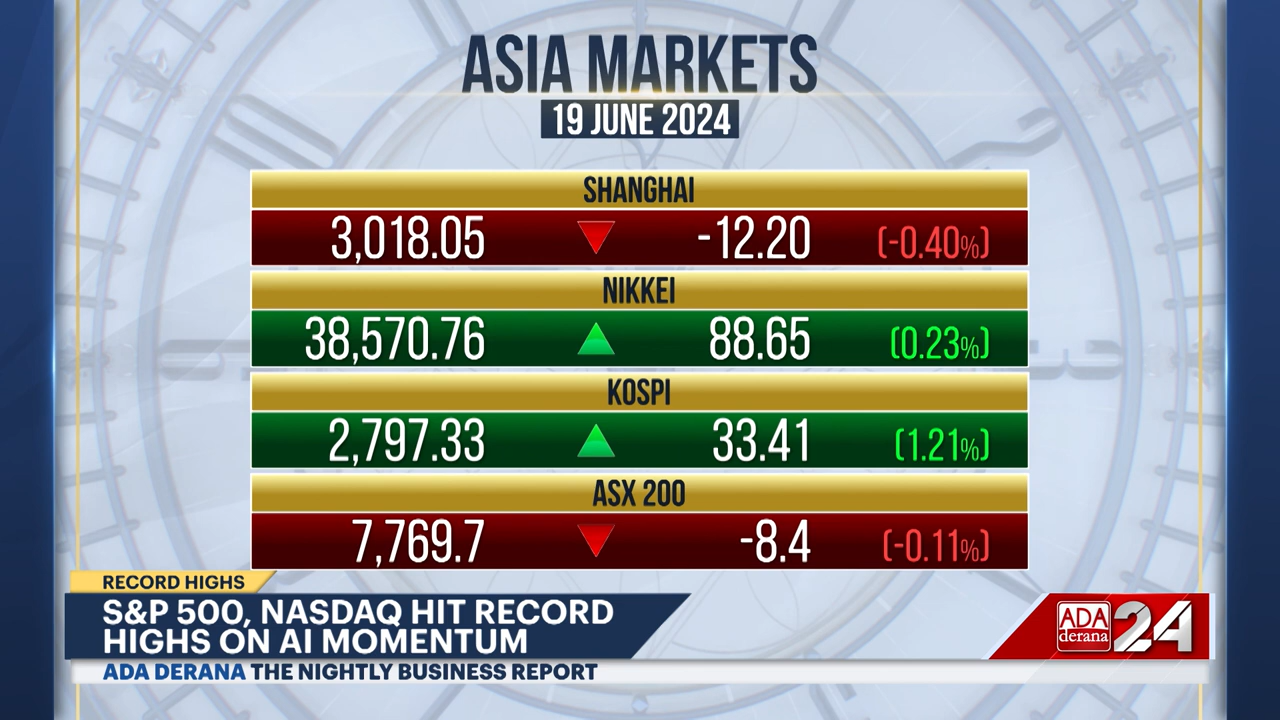 ASIA MARKETS
19 JUNE 2024
SHANGHAI
3,018.05 -12.20 (-0.40%)
NIKKEI
38,570.76 88.65 (0.23%)
KOSPI
2,797.33 33.41 (1.21%)
ASX 200
7,769.7 -8.4 (-0.11%)
RECORD HIGHS
S&P 500, NASDAQ HIT RECORD
HIGHS ON AI MOMENTUM
ADA DERANA THE NIGHTLY BUSINESS REPORT
ADA
derana
24